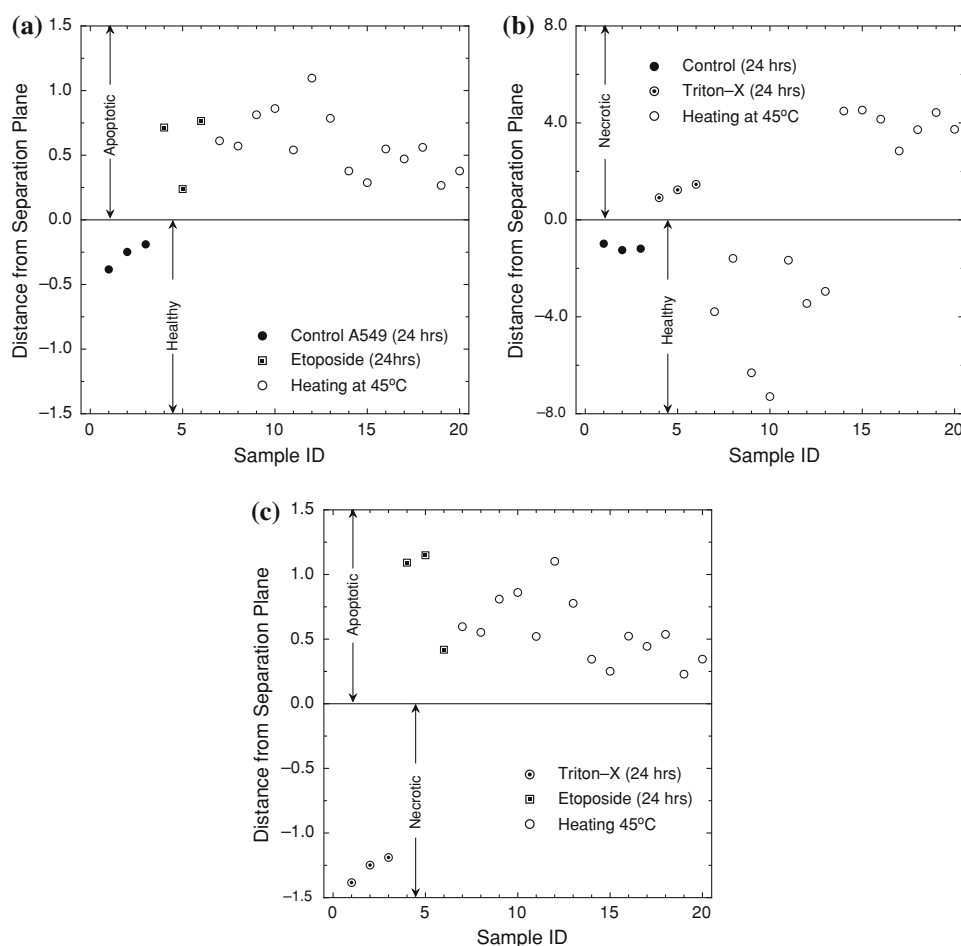 (a)
1.5
1.0
0.5
0.0
−0.5
−1.0
−1.5
Distance from Separation Plane
Apoptotic
Healthy
Control A549 (24 hrs)
Etoposide (24hrs)
Heating at 45°C
0 5 10 15 20
Sample ID
(b)
8.0
4.0
0.0
−4.0
−8.0
Distance from Separation Plane
Necrotic
Healthy
Control (24 hrs)
Triton−X (24 hrs)
Heating at 45°C
0 5 10 15 20
Sample ID
(c)
1.5
1.0
0.5
0.0
−0.5
−1.0
−1.5
Distance from Separation Plane
Apoptotic
Necrotic
Triton−X (24 hrs)
Etoposide (24 hrs)
Heating 45°C
0 5 10 15 20
Sample ID